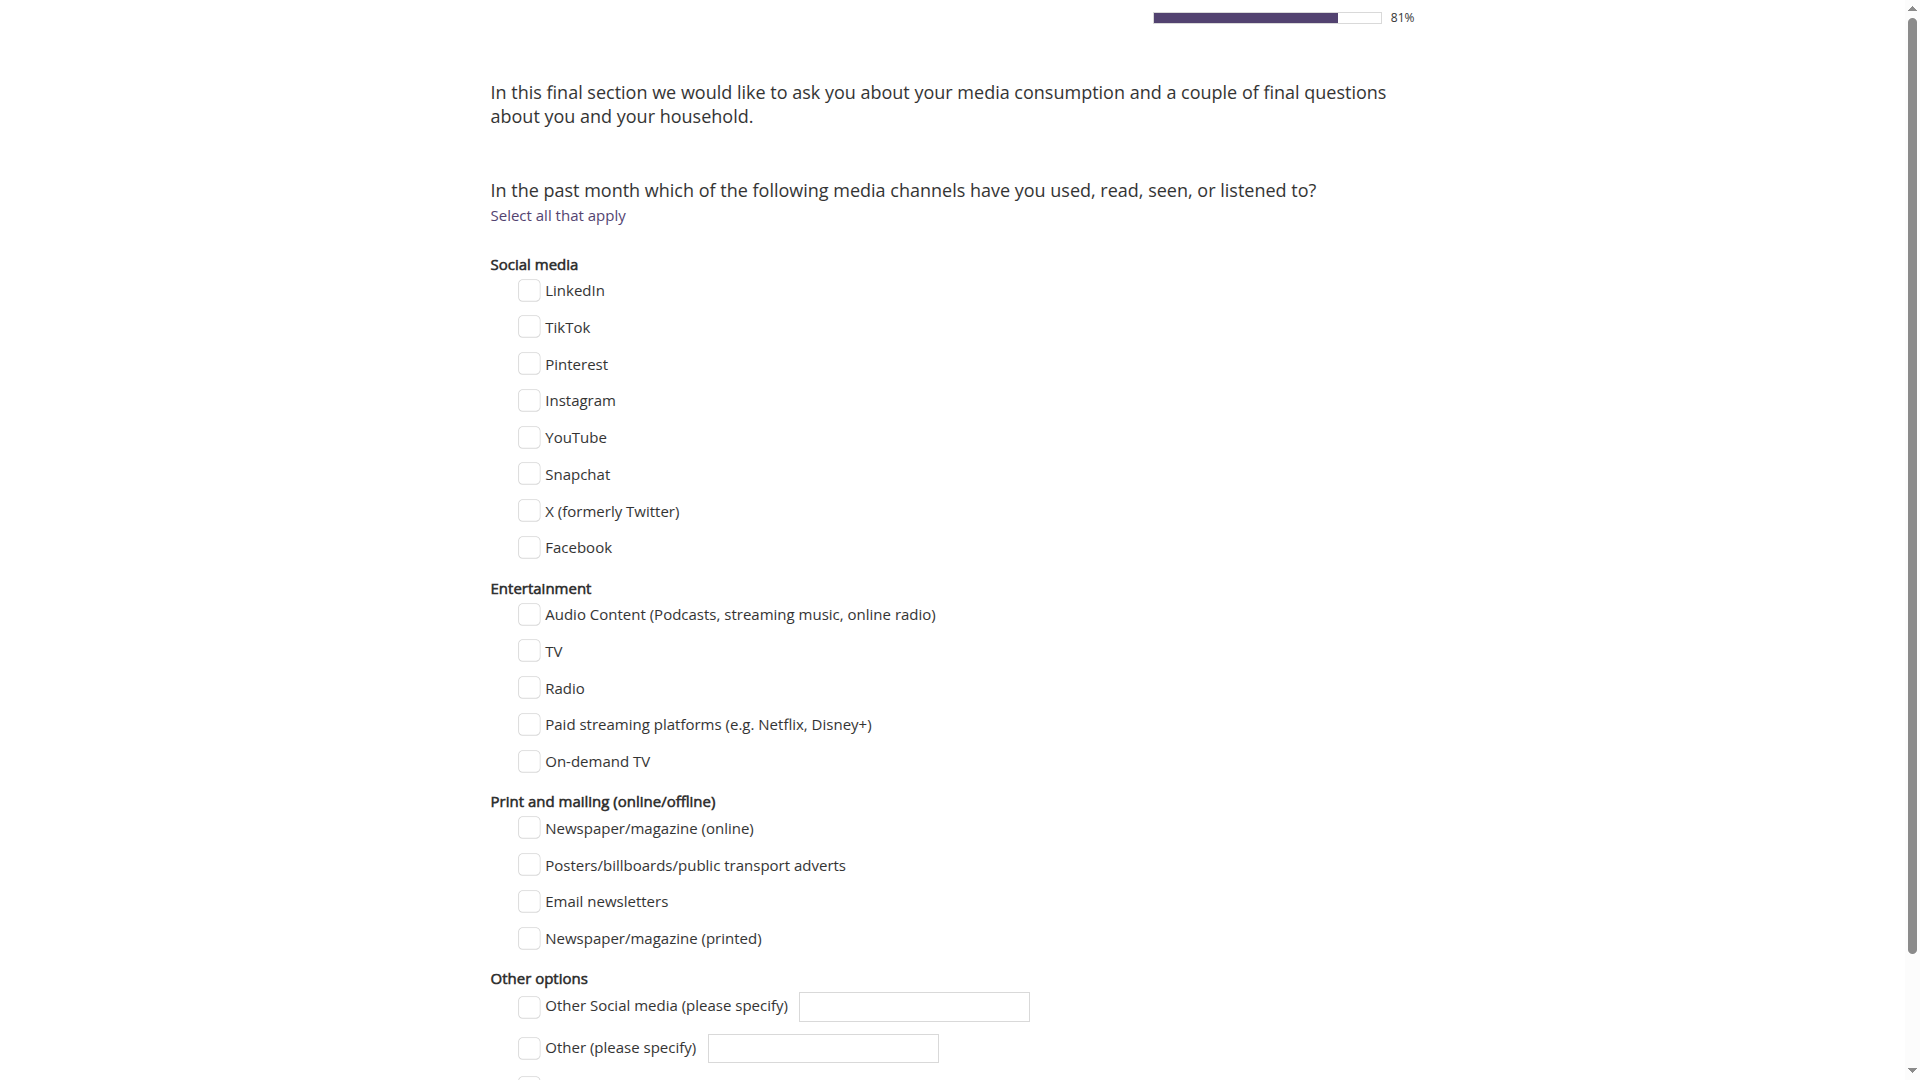 81%
In this final section we would like to ask you about your media consumption and a couple of final questions
about you and your household.
In the past month which of the following media channels have you used, read, seen, or listened to?
Select all that apply
Social media
LinkedIn
TikTok
Pinterest
Instagram
YouTube
Snapchat
X (formerly Twitter)
Facebook
Entertainment
Audio Content (Podcasts, streaming music, online radio)
TV
Radio
Paid streaming platforms (e.g. Netflix, Disney+)
On-demand TV
Print and mailing (online/offline)
Newspaper/magazine (online)
Posters/billboards/public transport adverts
Email newsletters
Newspaper/magazine (printed)
Other options
Other Social media (please specify)
Other (please specify)